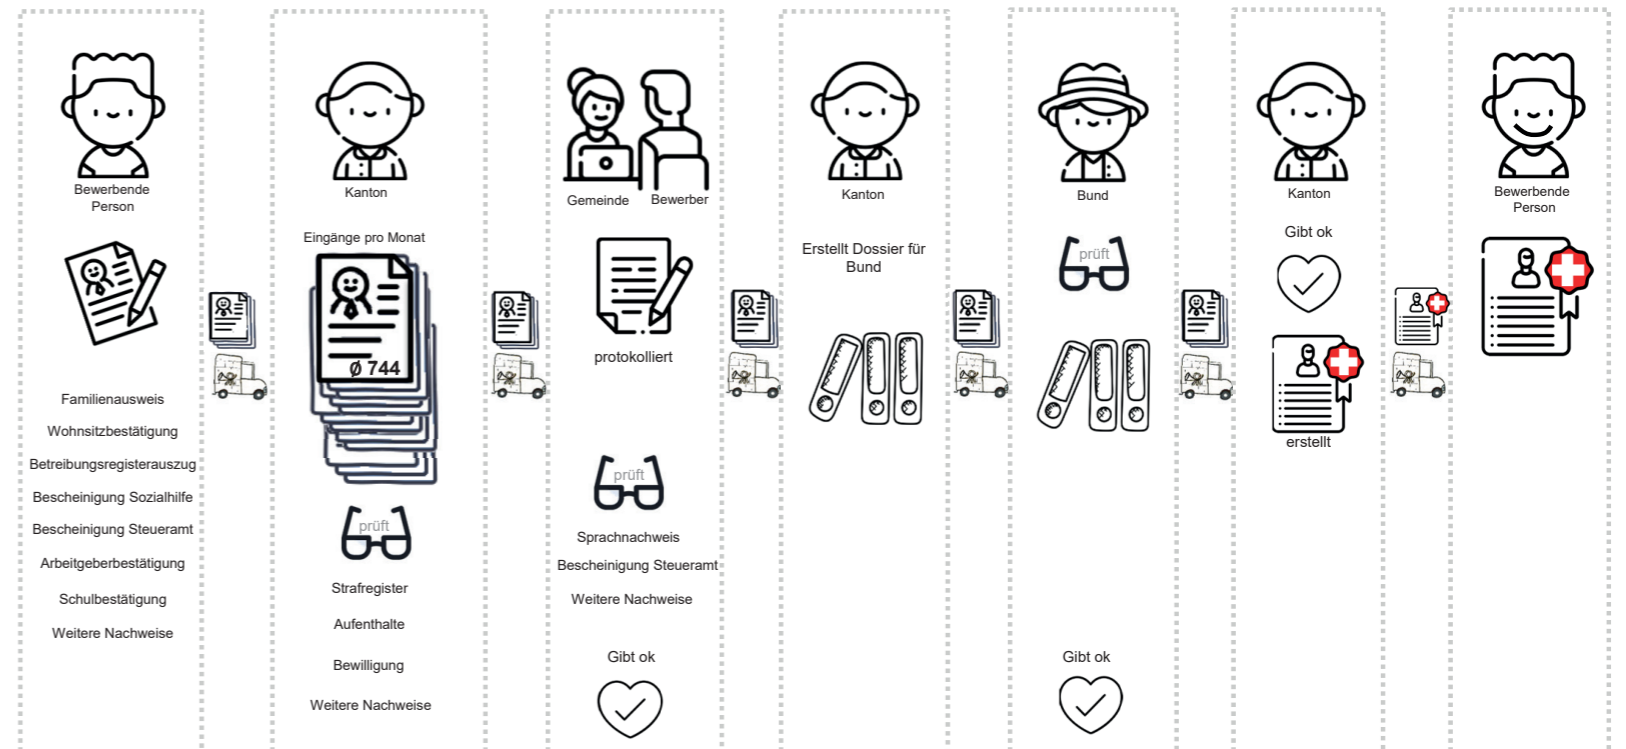 Bewerbende
Person
Familienausweis
Wohnsitzbestätigung
Betreibungsregisterauszug
Bescheinigung Sozialhilfe
Bescheinigung Steueramt
Arbeitgeberbestätigung
Schulbestätigung
Weitere Nachweise
Kanton
Eingänge pro Monat
Ø 744
prüft
Strafregister
Aufenthalte
Bewilligung
Weitere Nachweise
Gemeinde
Bewerber
protokolliert
prüft
Sprachnachweis
Bescheinigung Steueramt
Weitere Nachweise
Gibt ok
Kanton
Erstellt Dossier für
Bund
Bund
prüft
Gibt ok
Kanton
Gibt ok
erstellt
Bewerbende
Person